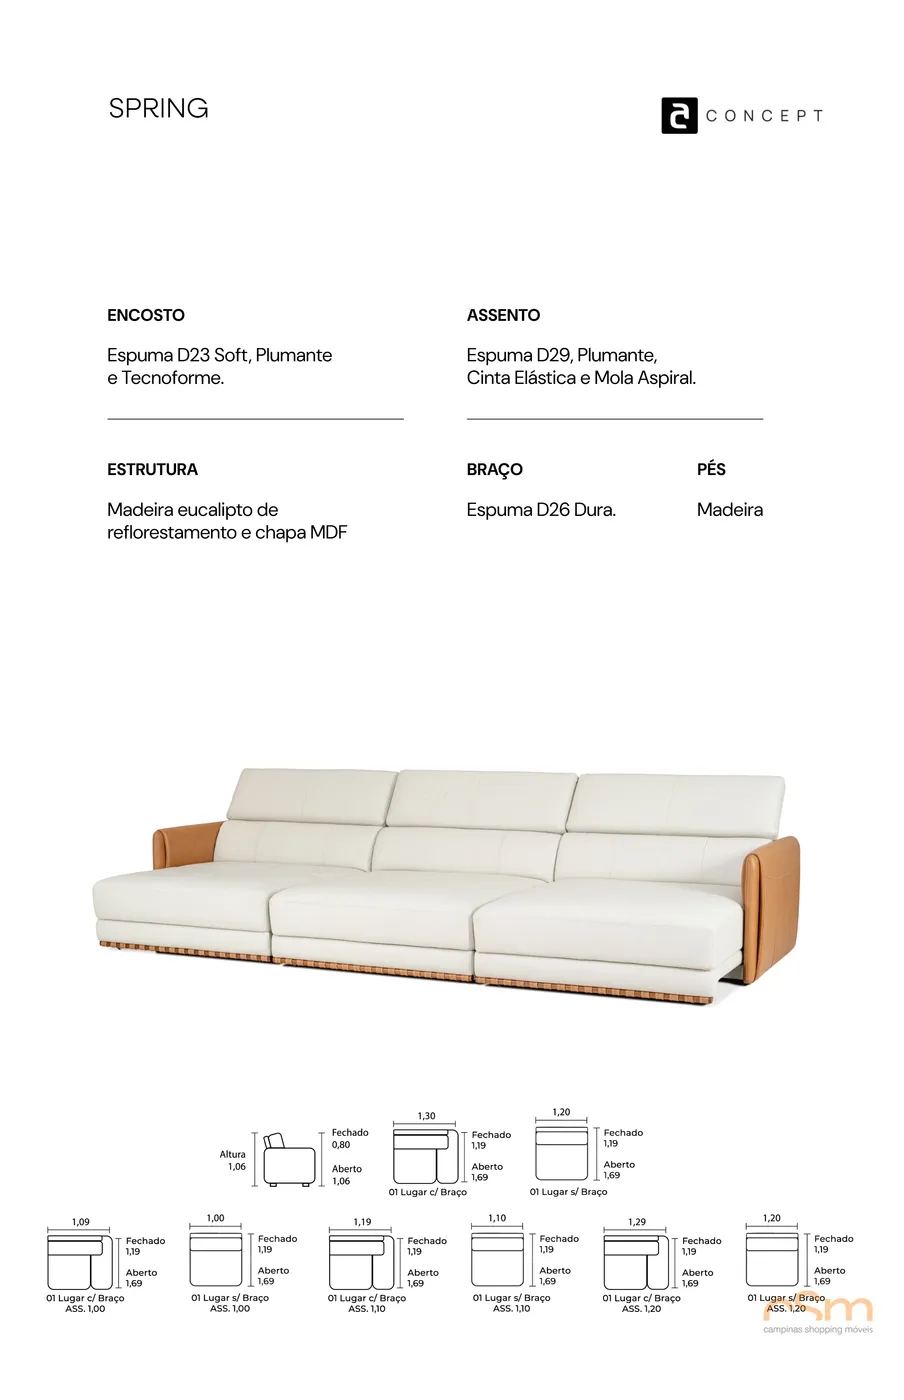 SPRING
CONCEPT
ENCOSTO
Espuma D23 Soft, Plumante
e Tecnoforme.
ASSENTO
Espuma D29, Plumante,
Cinta Elástica e Mola Aspiral.
ESTRUTURA
Madeira eucalipto de
reflorestamento e chapa MDF
BRAÇO
Espuma D26 Dura.
PÉS
Madeira
Altura
1,06
Fechado
0,80
Aberto
1,06
1,30
Fechado
1,19
Aberto
1,69
01 Lugar c/ Braço
1,20
Fechado
1,19
Aberto
1,69
01 Lugar s/ Braço
1,09
Fechado
1,19
Aberto
1,69
01 Lugar c/ Braço
ASS. 1,00
1,00
Fechado
1,19
Aberto
1,69
01 Lugar s/ Braço
ASS. 1,00
1,19
Fechado
1,19
Aberto
1,69
01 Lugar c/ Braço
ASS. 1,10
1,10
Fechado
1,19
Aberto
1,69
01 Lugar s/ Braço
ASS. 1,10
1,29
Fechado
1,19
Aberto
1,69
01 Lugar c/ Braço
ASS. 1,20
1,20
Fechado
1,19
Aberto
1,69
01 Lugar s/ Braço
ASS. 1,20
csm
campinas shopping móveis